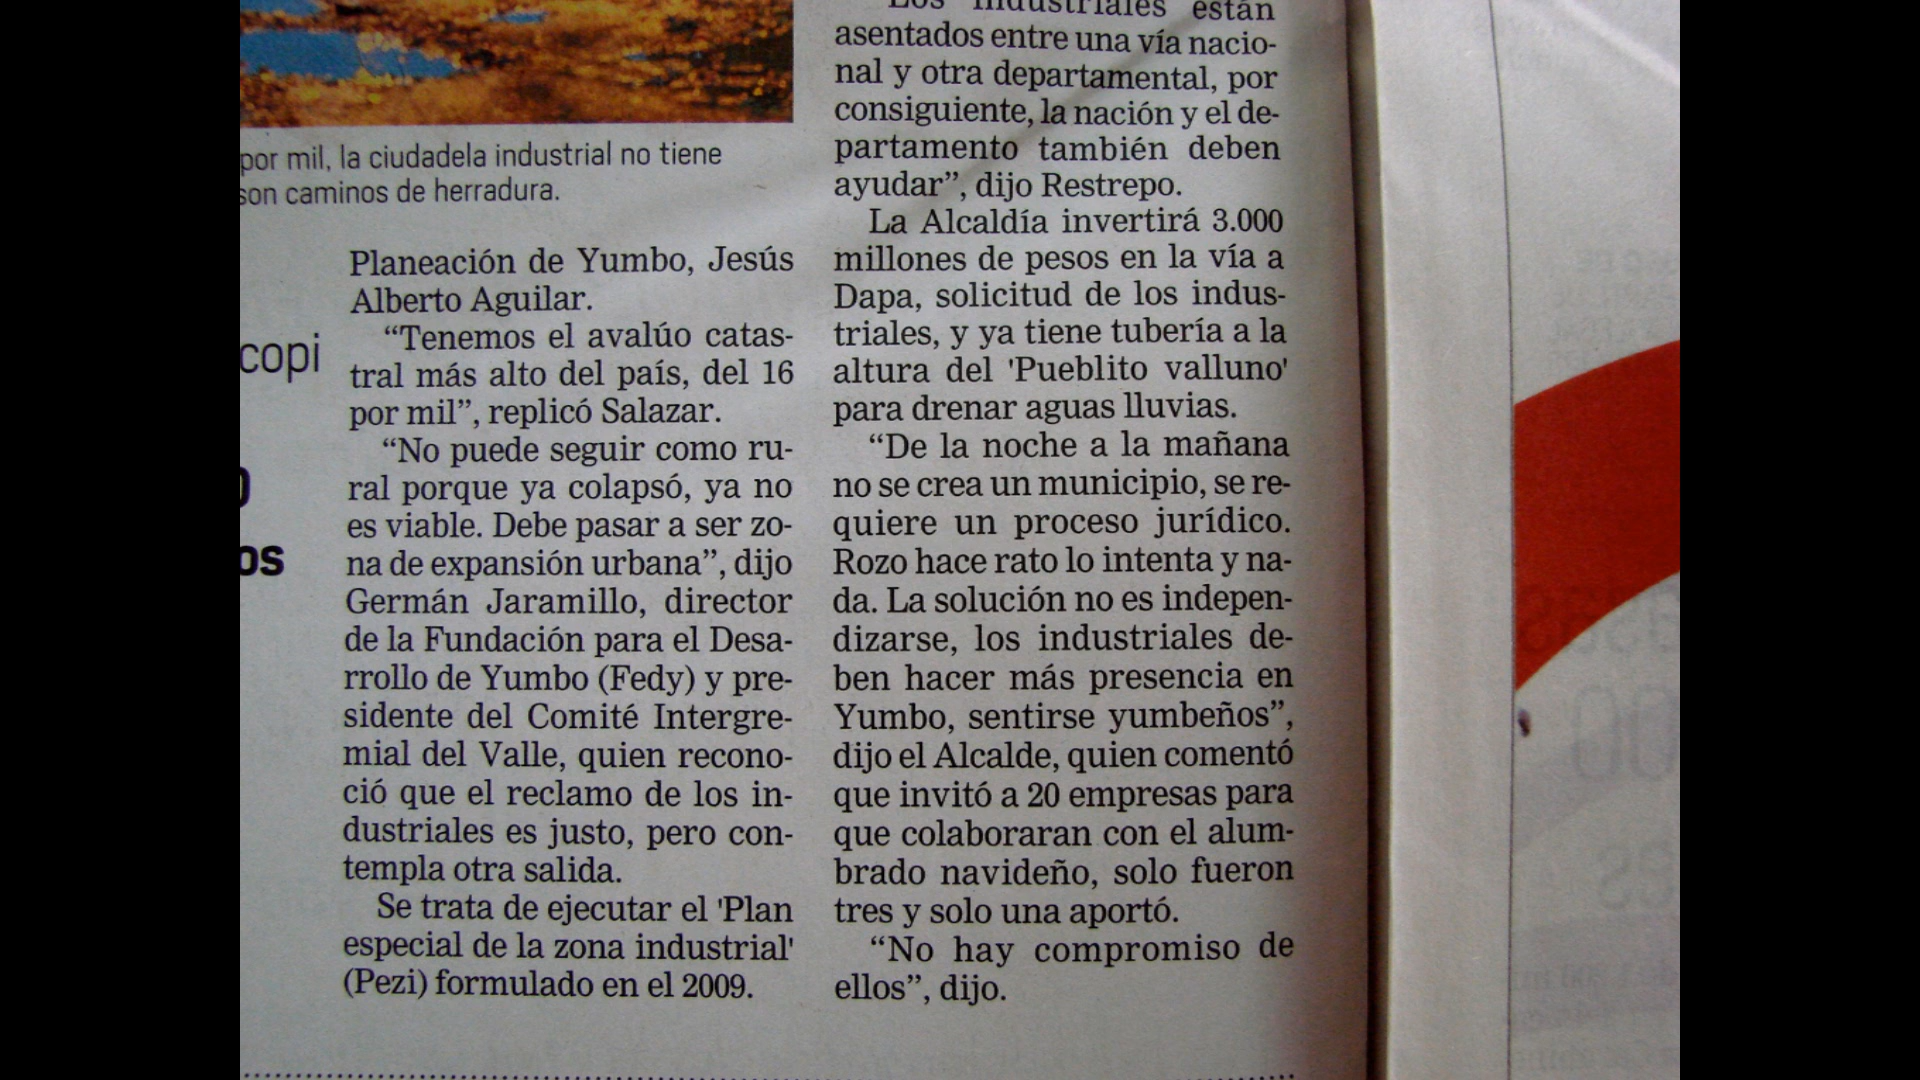 por mil, la ciudadela industrial no tiene
son caminos de herradura.
copi
os
Planeación de Yumbo, Jesús
Alberto Aguilar.
“Tenemos el avalúo catas-
tral más alto del país, del 16
por mil”, replicó Salazar.
“No puede seguir como ru-
ral porque ya colapsó, ya no
es viable. Debe pasar a ser zo-
na de expansión urbana”, dijo
Germán Jaramillo, director
de la Fundación para el Desa-
rrollo de Yumbo (Fedy) y pre-
sidente del Comité Intergre-
mial del Valle, quien recono-
ció que el reclamo de los in-
dustriales es justo, pero con-
templa otra salida.
Se trata de ejecutar el 'Plan
especial de la zona industrial'
(Pezi) formulado en el 2009.
Los industriales están
asentados entre una vía nacio-
nal y otra departamental, por
consiguiente, la nación y el de-
partamento también deben
ayudar”, dijo Restrepo.
La Alcaldía invertirá 3.000
millones de pesos en la vía a
Dapa, solicitud de los indus-
triales, y ya tiene tubería a la
altura del 'Pueblito valluno'
para drenar aguas lluvias.
“De la noche a la mañana
no se crea un municipio, se re-
quiere un proceso jurídico.
Rozo hace rato lo intenta y na-
da. La solución no es indepen-
dizarse, los industriales de-
ben hacer más presencia en
Yumbo, sentirse yumbeños”,
dijo el Alcalde, quien comentó
que invitó a 20 empresas para
que colaboraran con el alum-
brado navideño, solo fueron
tres y solo una aportó.
“No hay compromiso de
ellos”, dijo.